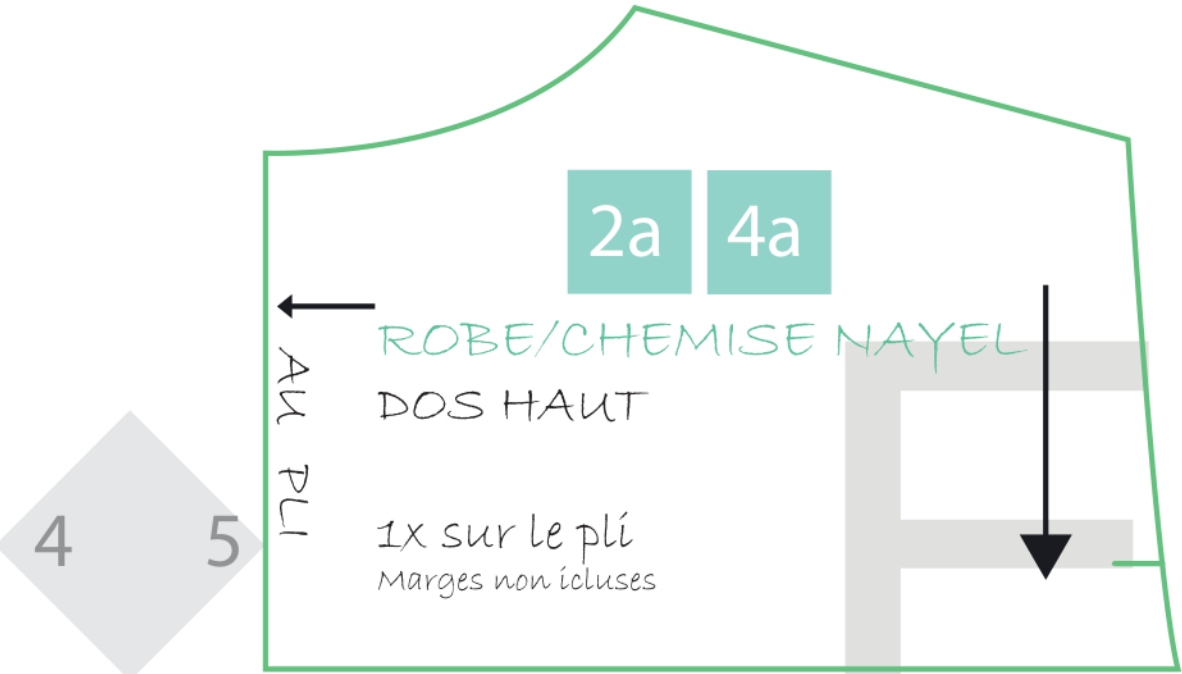 2a 4a
ROBE/CHEMISE NAYEL
DOS HAUT
AU PLI
1x sur le pli
Marges non icluses
4 5
F